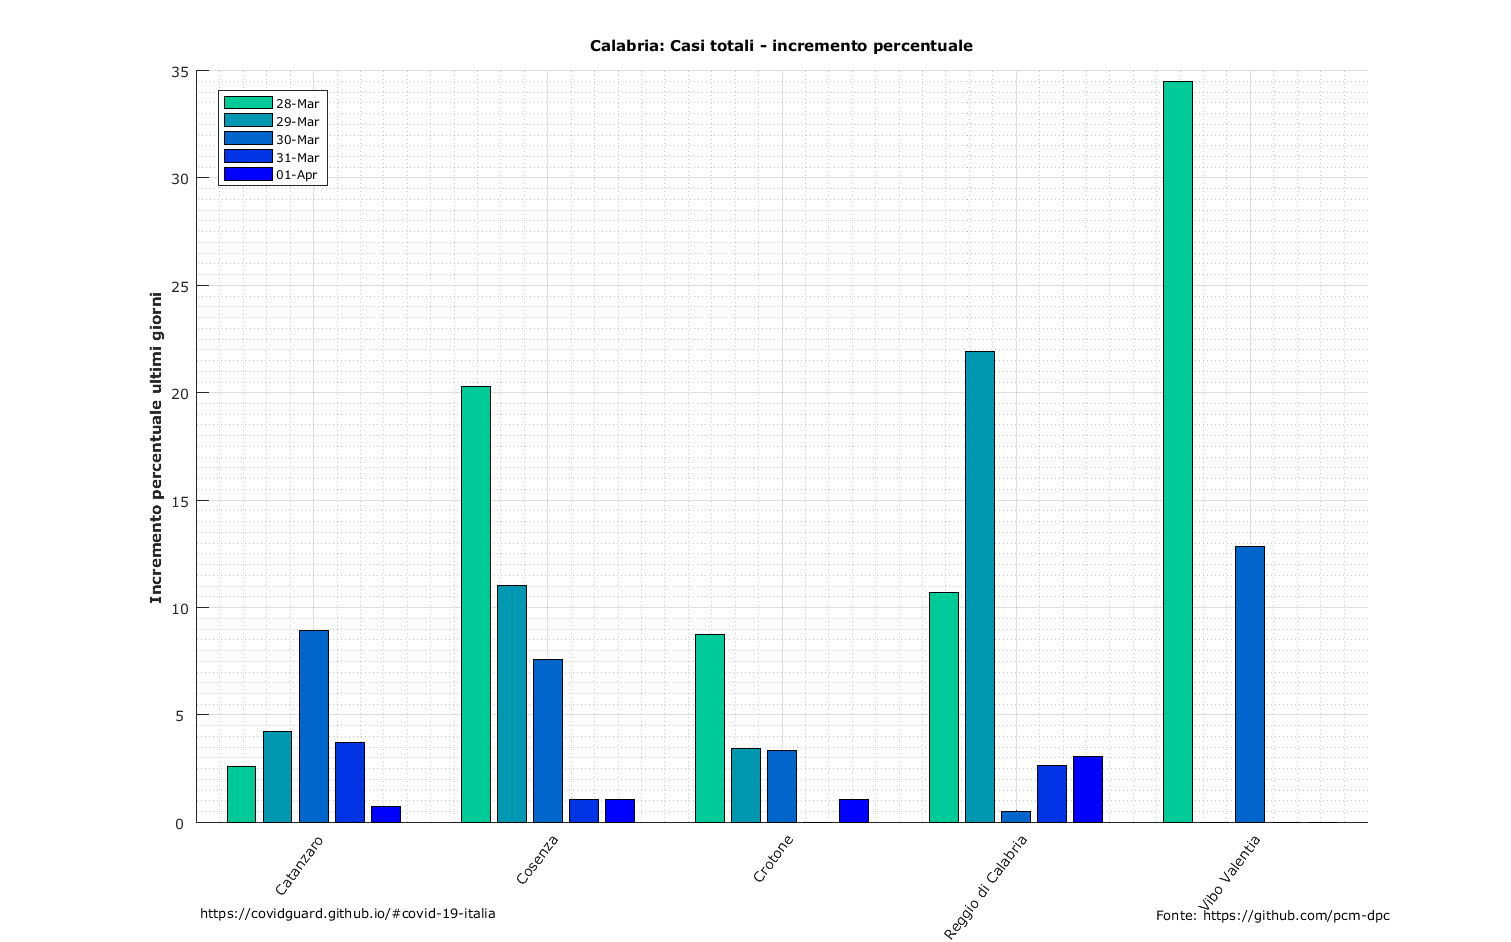 Calabria: Casi totali - incremento percentuale
35
30
25
20
15
10
5
0
Incremento percentuale ultimi giorni
28-Mar
29-Mar
30-Mar
31-Mar
01-Apr
Catanzaro
Cosenza
Crotone
Reggio di Calabria
Vibo Valentia
https://covidguard.github.io/#covid-19-italia
Fonte: https://github.com/pcm-dpc